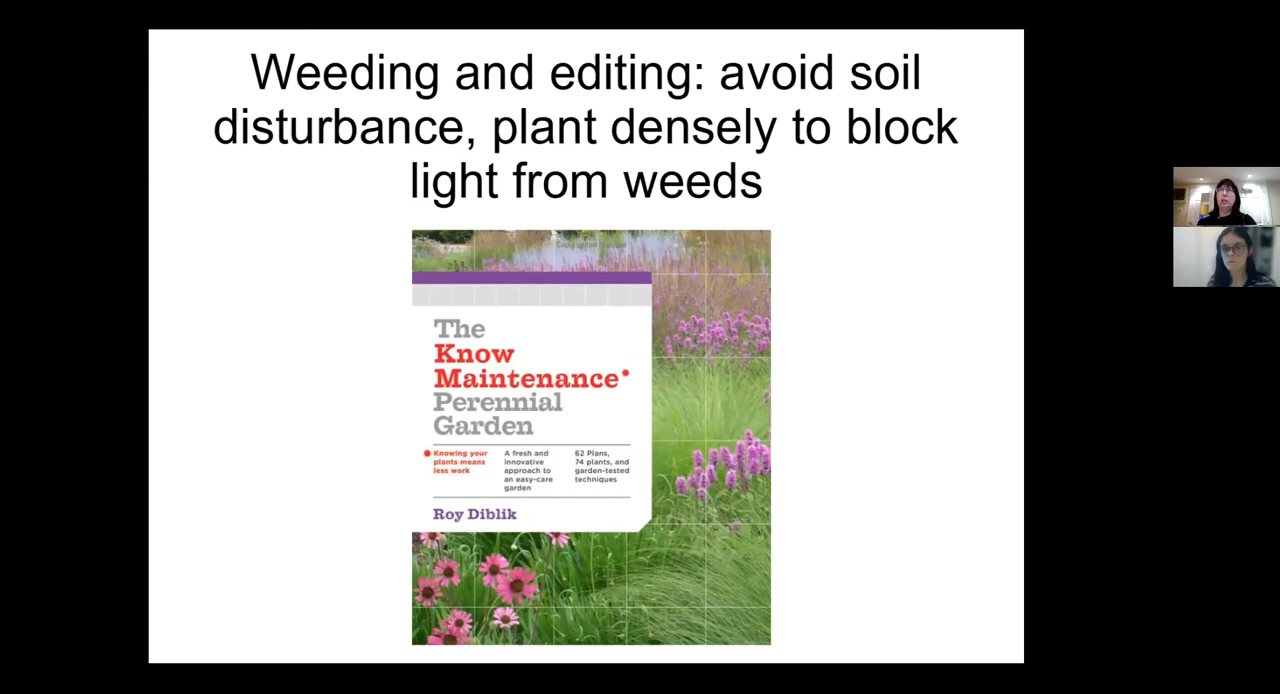 Weeding and editing: avoid soil
disturbance, plant densely to block
light from weeds
The
Know
Maintenance*
Perennial
Garden
Knowing your
plants means
less work
A fresh and
innovative
approach to
an easy-care
garden
62 Plans,
74 plants, and
garden-tested
techniques
Roy Diblik